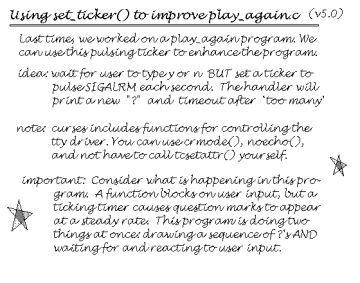 Using set_ticker() to improve play_again.c (v5.0)
Last time, we worked on a play_again program. We
can use this pulsing ticker to enhance the program.
idea: wait for user to type y or n BUT set a ticker to
pulse SIGALRM each second. The handler will
print a new "?" and timeout after `too many'
note: curses includes functions for controlling the
tty driver. You can use crmode(), noecho(),
and not have to call tcsetattr() yourself.
important: Consider what is happening in this pro-
gram. A function blocks on user input, but a
ticking timer causes question marks to appear
at a steady rate. This program is doing two
things at once: drawing a sequence of ?'s AND
waiting for and reacting to user input.